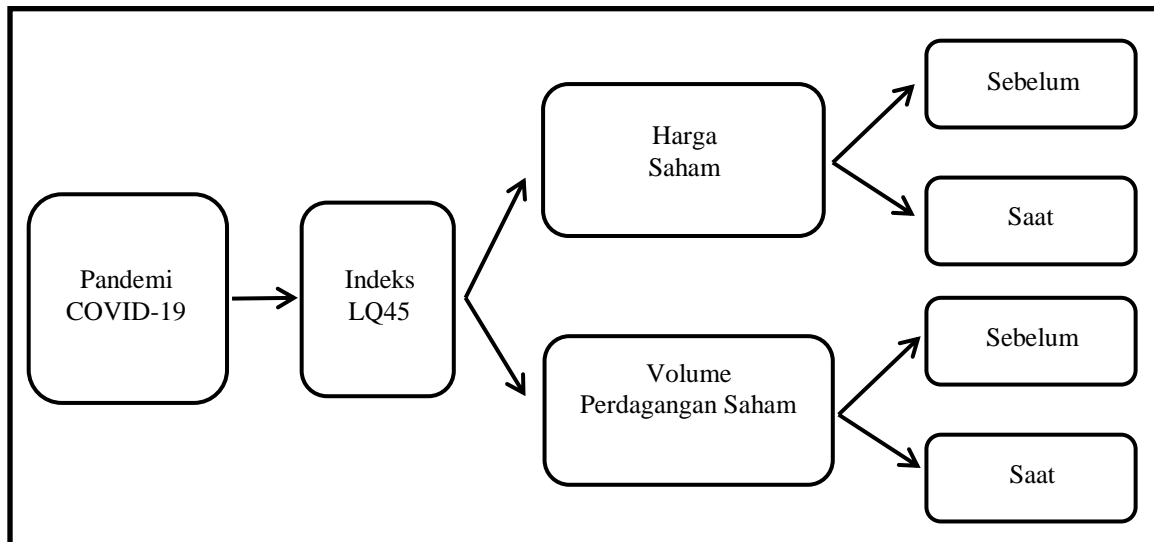 Pandemi
COVID-19
Indeks
LQ45
Harga
Saham
Sebelum
Saat
Volume
Perdagangan Saham
Sebelum
Saat